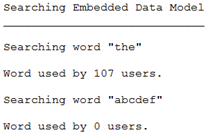 Searching Embedded Data Model
Searching word "the"
Word used by 107 users.
Searching word "abcdef"
Word used by 0 users.